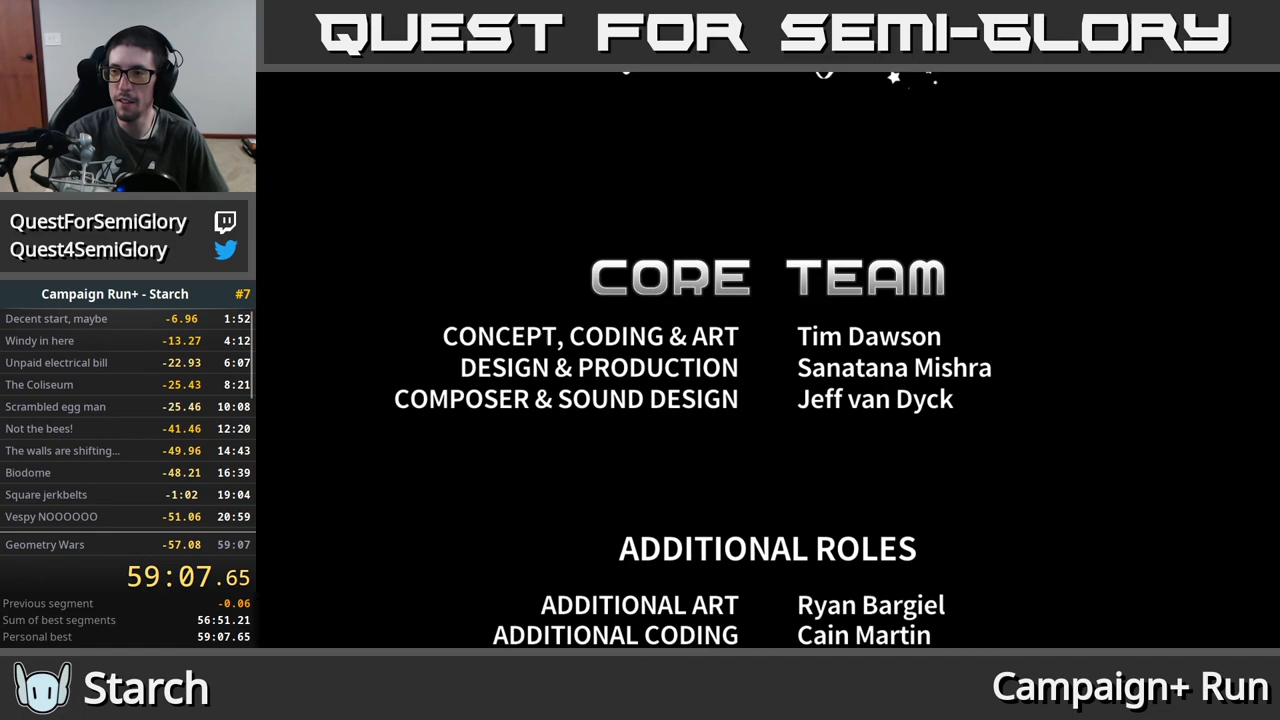 QUEST FOR SEMI-GLORY
QuestForSemiGlory
Quest4SemiGlory
Campaign Run+ - Starch #7
Decent start, maybe -6.96 1:52
Windy in here -13.27 4:12
Unpaid electrical bill -22.93 6:07
The Coliseum -25.43 8:21
Scrambled egg man -25.46 10:08
Not the bees! -41.46 12:20
The walls are shifting... -49.96 14:43
Biodome -48.21 16:39
Square jerkbelts -1:02 19:04
Vespy NOOOOOO -51.06 20:59
Geometry Wars -57.08 59:07
59:07.65
Previous segment -0.06
Sum of best segments 56:51.21
Personal best 59:07.65
CORE TEAM
CONCEPT, CODING & ART Tim Dawson
DESIGN & PRODUCTION Sanatana Mishra
COMPOSER & SOUND DESIGN Jeff van Dyck
ADDITIONAL ROLES
ADDITIONAL ART Ryan Bargiel
ADDITIONAL CODING Cain Martin
Starch
Campaign+ Run